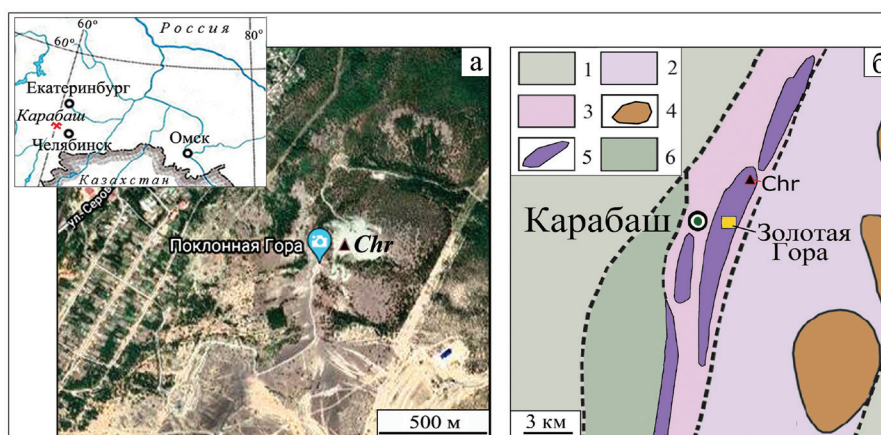 60°
60°
Россия
80°
Екатеринбург
Карабаш
Челябинск
Омск
Казахстан
а
ул. Серов
Поклонная Гора
Chr
500 м
б
1
2
3
4
5
6
Chr
Карабаш
Золотая
Гора
3 км